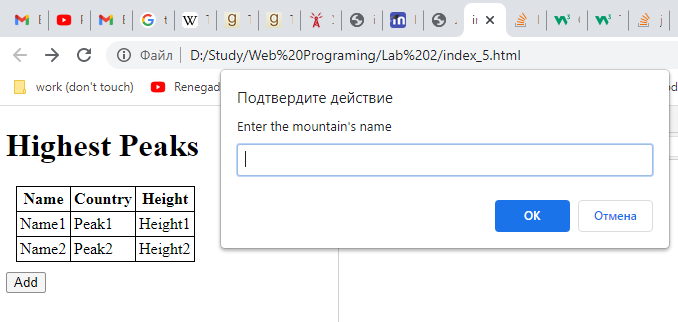 Файл
D:/Study/Web%20Programing/Lab%202/index_5.html
work (don't touch)
Renegad
Подтвердите действие
Enter the mountain's name
OK
Отмена
Highest Peaks
Name Country Height
Name1 Peak1 Height1
Name2 Peak2 Height2
Add